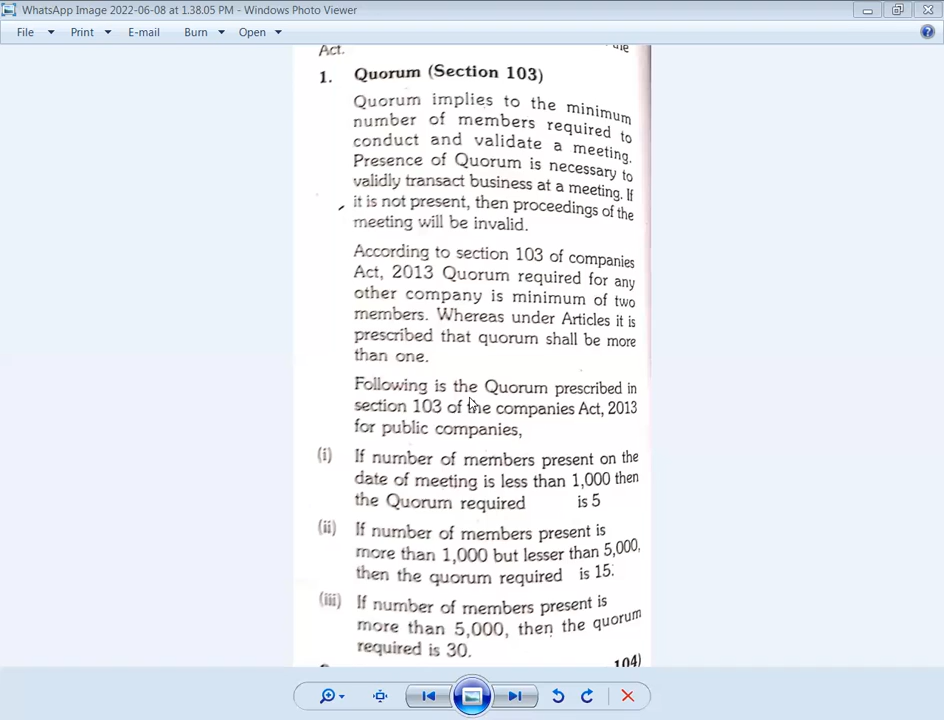 WhatsApp Image 2022-06-08 at 1.38.05 PM - Windows Photo Viewer
File Print E-mail Burn Open
Act.
1. Quorum (Section 103)
Quorum implies to the minimum
number of members required to
conduct and validate a meeting.
Presence of Quorum is necessary to
validly transact business at a meeting. If
it is not present, then proceedings of the
meeting will be invalid.
According to section 103 of companies
Act, 2013 Quorum required for any
other company is minimum of two
members. Whereas under Articles it is
prescribed that quorum shall be more
than one.
Following is the Quorum prescribed in
section 103 of the companies Act, 2013
for public companies,
(i) If number of members present on the
date of meeting is less than 1,000 then
the Quorum required is 5
(ii) If number of members present is
more than 1,000 but lesser than 5,000,
then the quorum required is 15.
(iii) If number of members present is
more than 5,000, then the quorum
required is 30.
104)